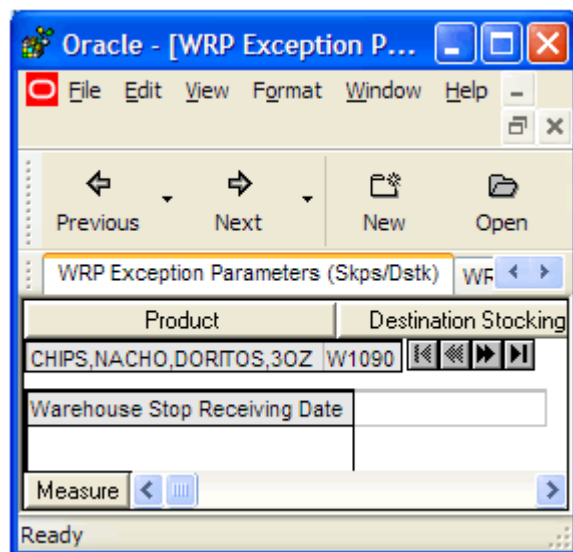 Oracle - [WRP Exception P...
File Edit View Format Window Help
Previous Next New Open
WRP Exception Parameters (Skps/Dstk) WR
Product Destination Stocking
CHIPS,NACHO,DORITOS,3OZ W1090
Warehouse Stop Receiving Date
Measure
Ready